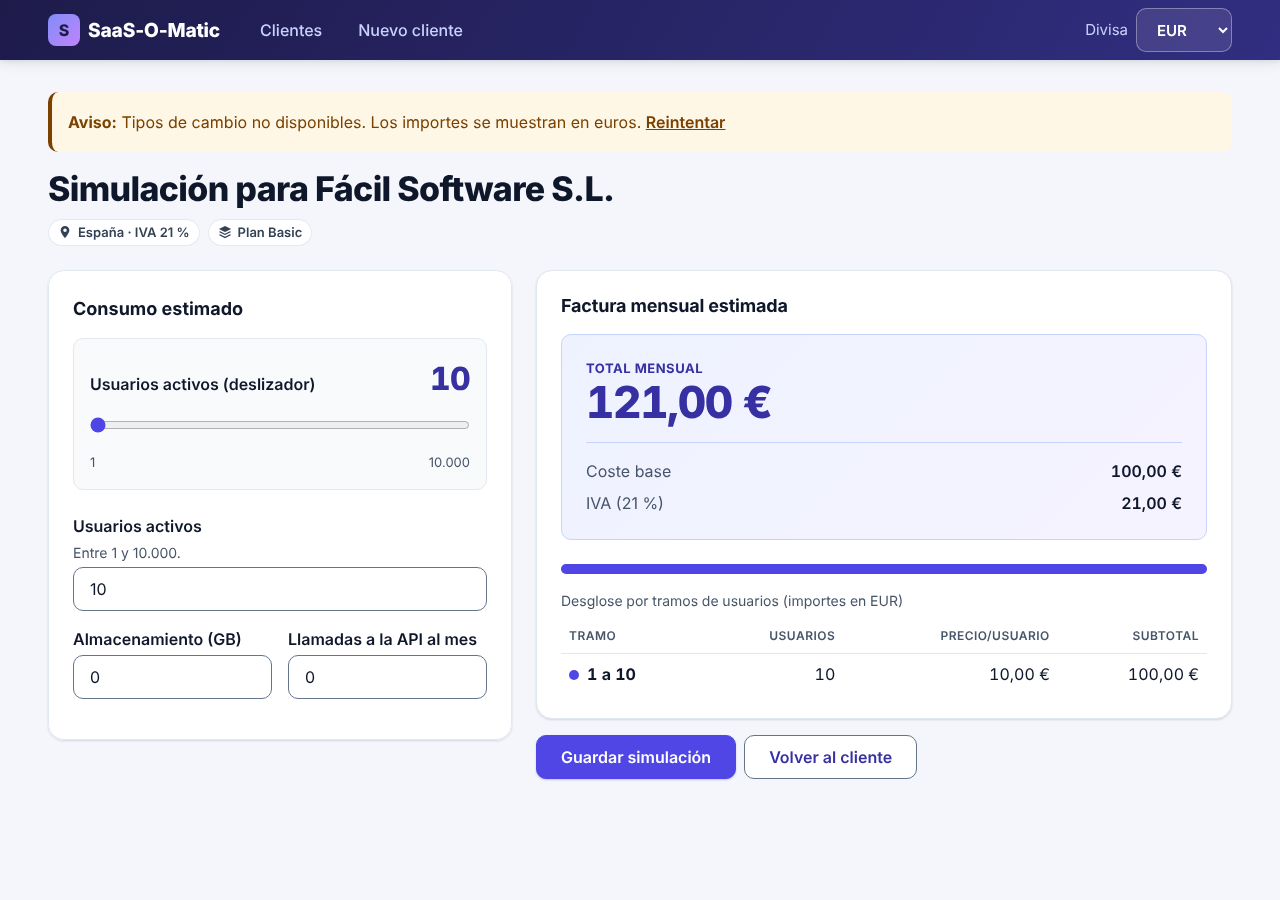 S SaaS-O-Matic Clientes Nuevo cliente Divisa EUR
Aviso: Tipos de cambio no disponibles. Los importes se muestran en euros. Reintentar
Simulación para Fácil Software S.L.
España · IVA 21 % Plan Basic
Consumo estimado
Usuarios activos (deslizador) 10
1 10.000
Usuarios activos
Entre 1 y 10.000.
10
Almacenamiento (GB) Llamadas a la API al mes
0 0
Factura mensual estimada
TOTAL MENSUAL
121,00 €
Coste base 100,00 €
IVA (21 %) 21,00 €
Desglose por tramos de usuarios (importes en EUR)
TRAMO USUARIOS PRECIO/USUARIO SUBTOTAL
1 a 10 10 10,00 € 100,00 €
Guardar simulación Volver al cliente